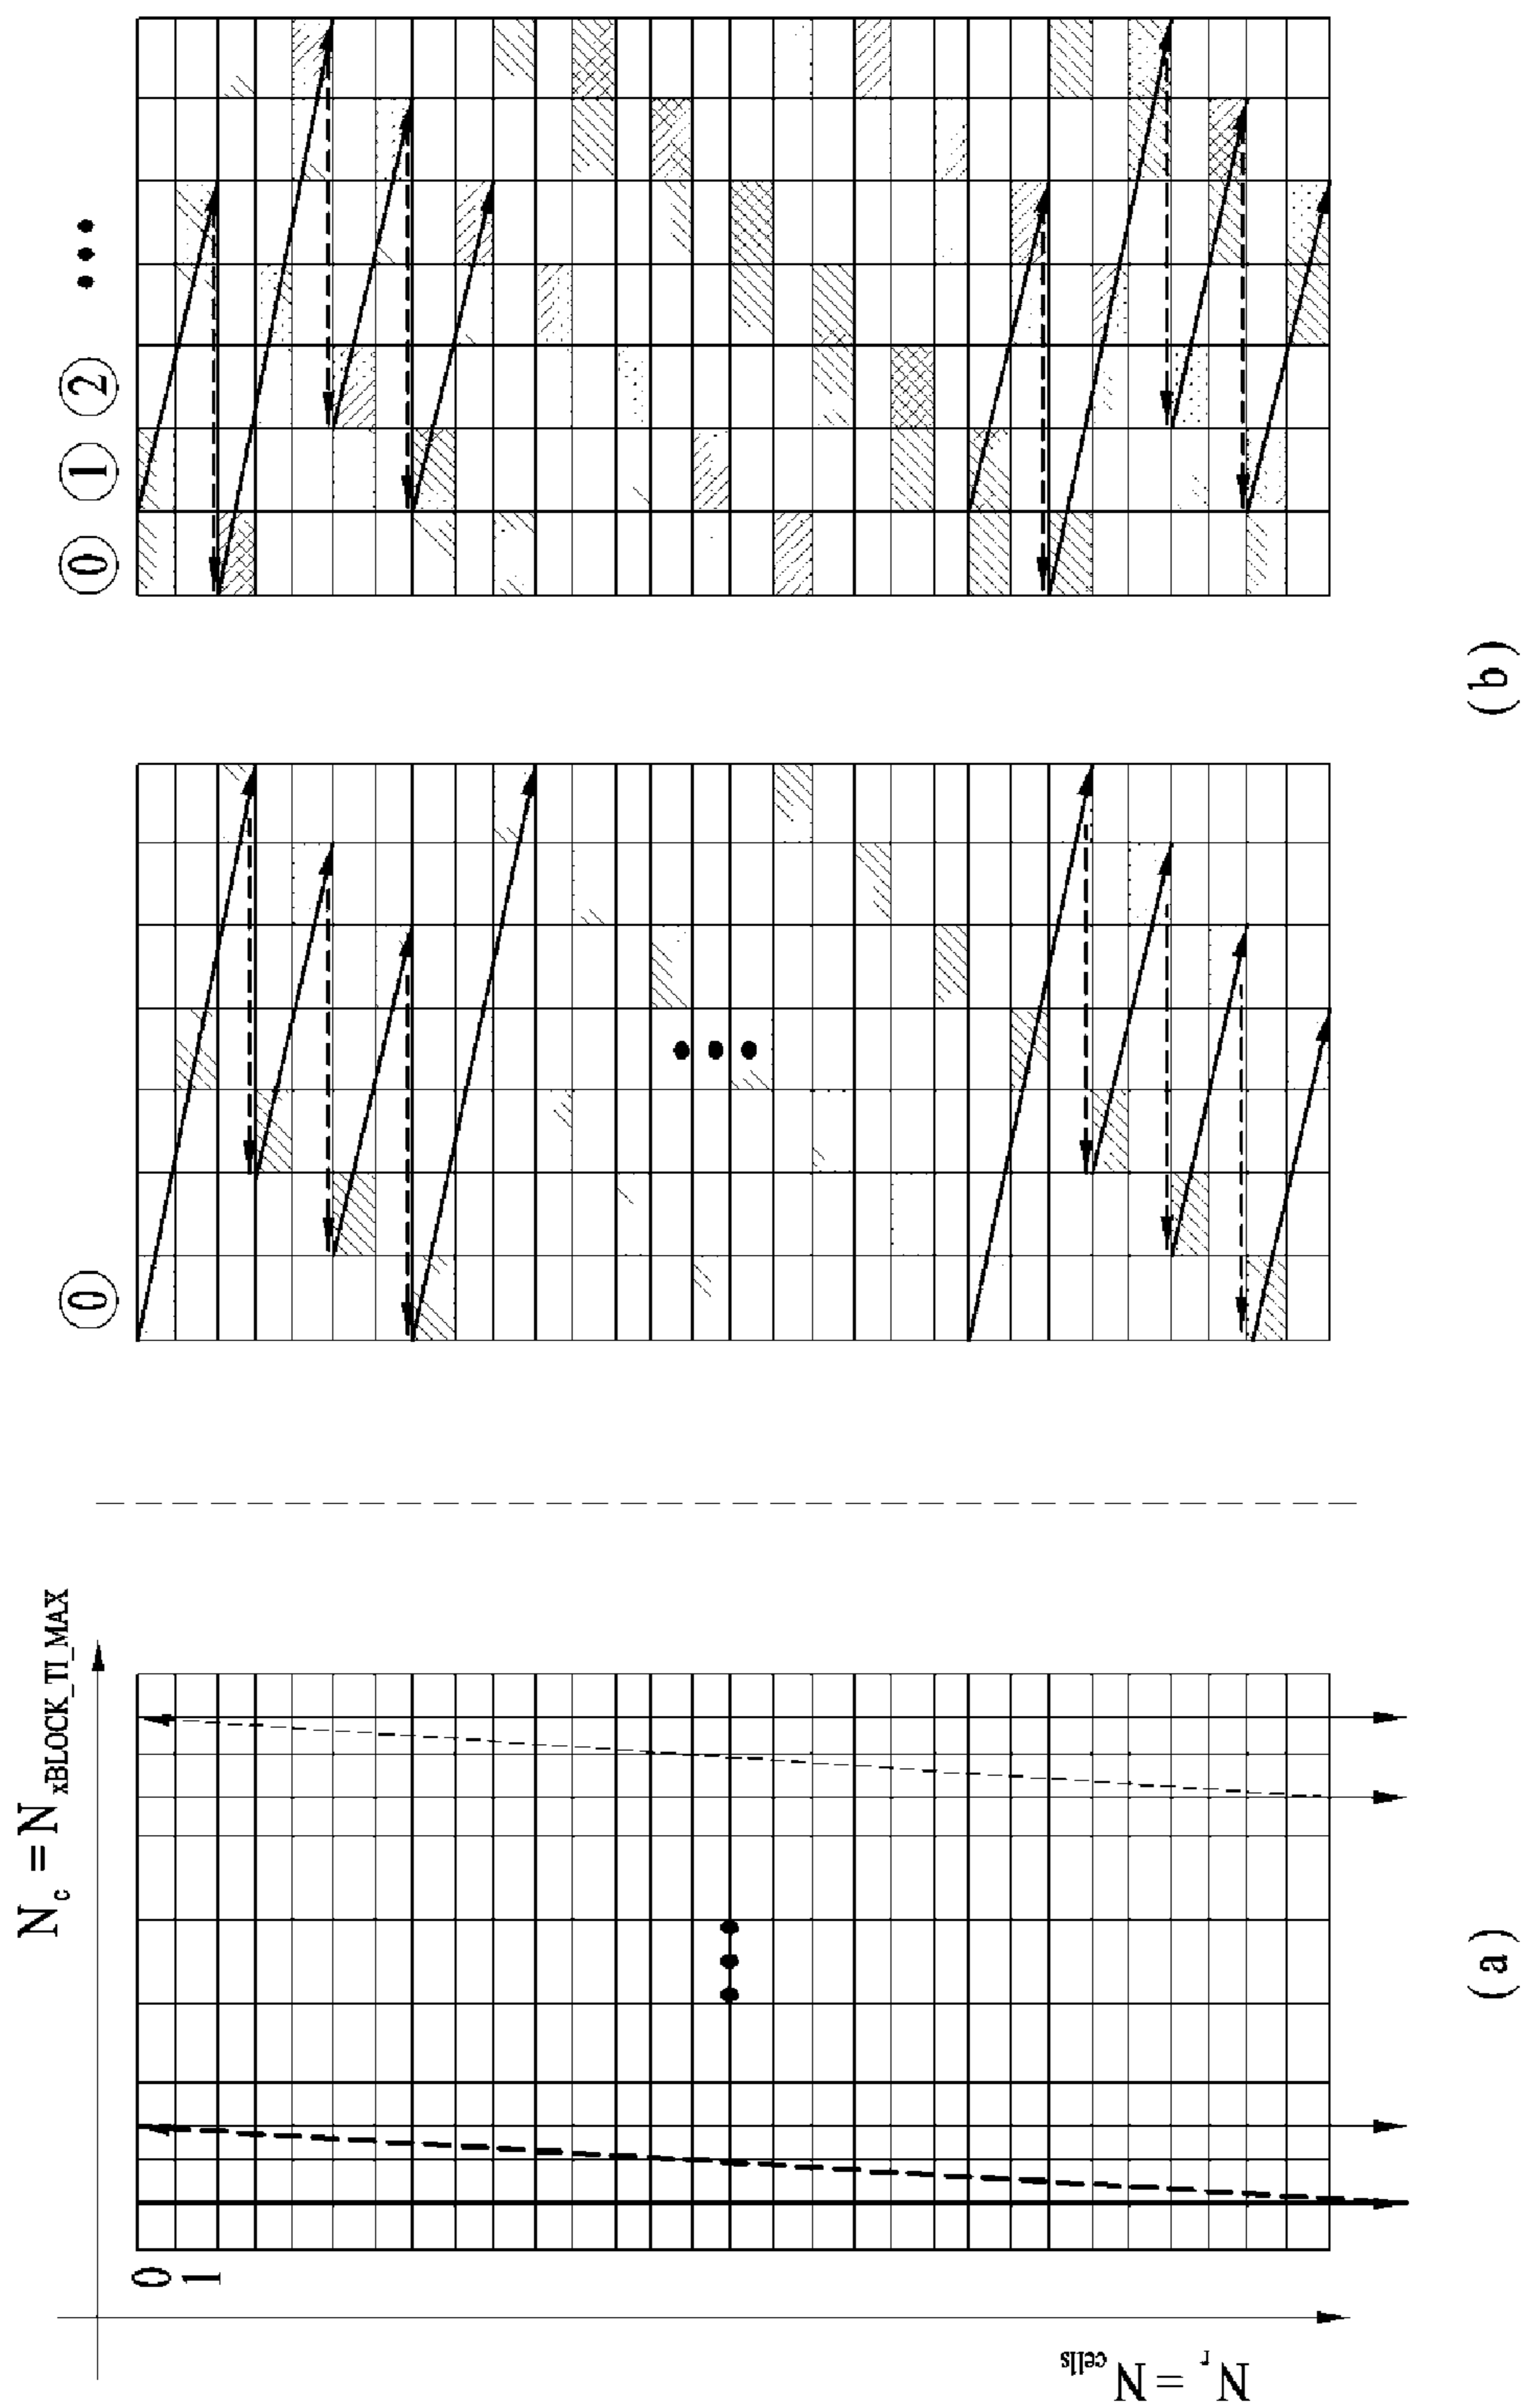 N_c = N_xBLOCK_TI_MAX
0
1
N_r = N_cells
(a)
0
0 1 2 •••
(b)